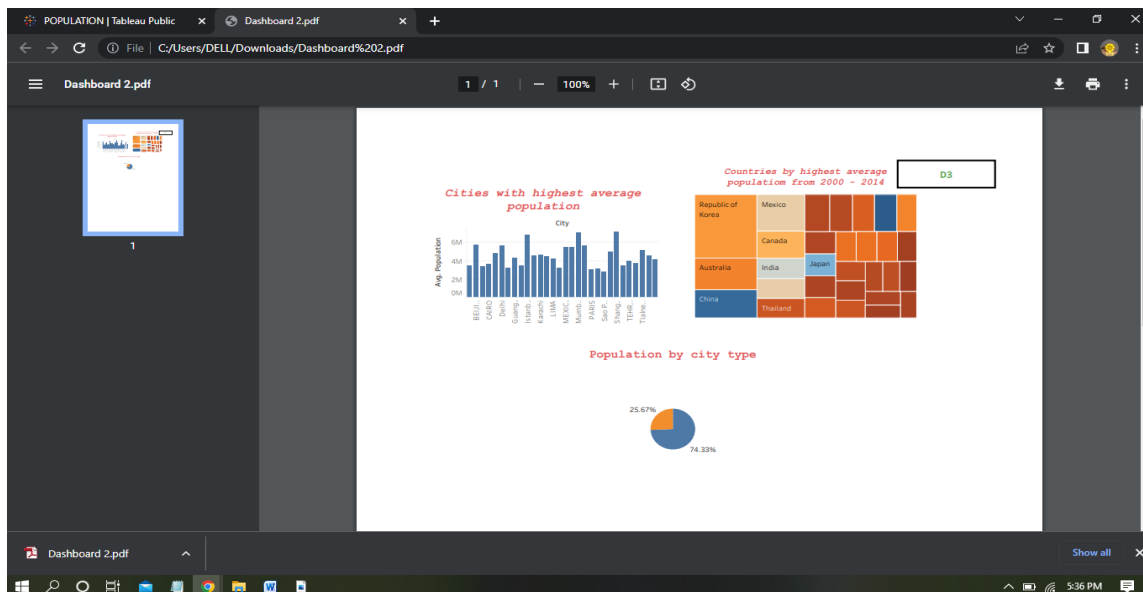 POPULATION | Tableau Public
Dashboard 2.pdf
File | C:/Users/DELL/Downloads/Dashboard%202.pdf
Dashboard 2.pdf
1 / 1
100%
1
Cities with highest average
population
City
Avg. Population
6M
4M
2M
0M
BEIJI..
CAIRO
Delhi
Guang..
Istanb..
Karachi
LIMA
MEXIC..
Mumb..
PARIS
Sao P..
Shang..
TEHR..
Tialne..
Countries by highest average
populatiom from 2000 - 2014
D3
Republic of
Korea
Mexico
Canada
Australia
India
Japan
China
Thailand
Population by city type
25.67%
74.33%
Dashboard 2.pdf
Show all
5:36 PM